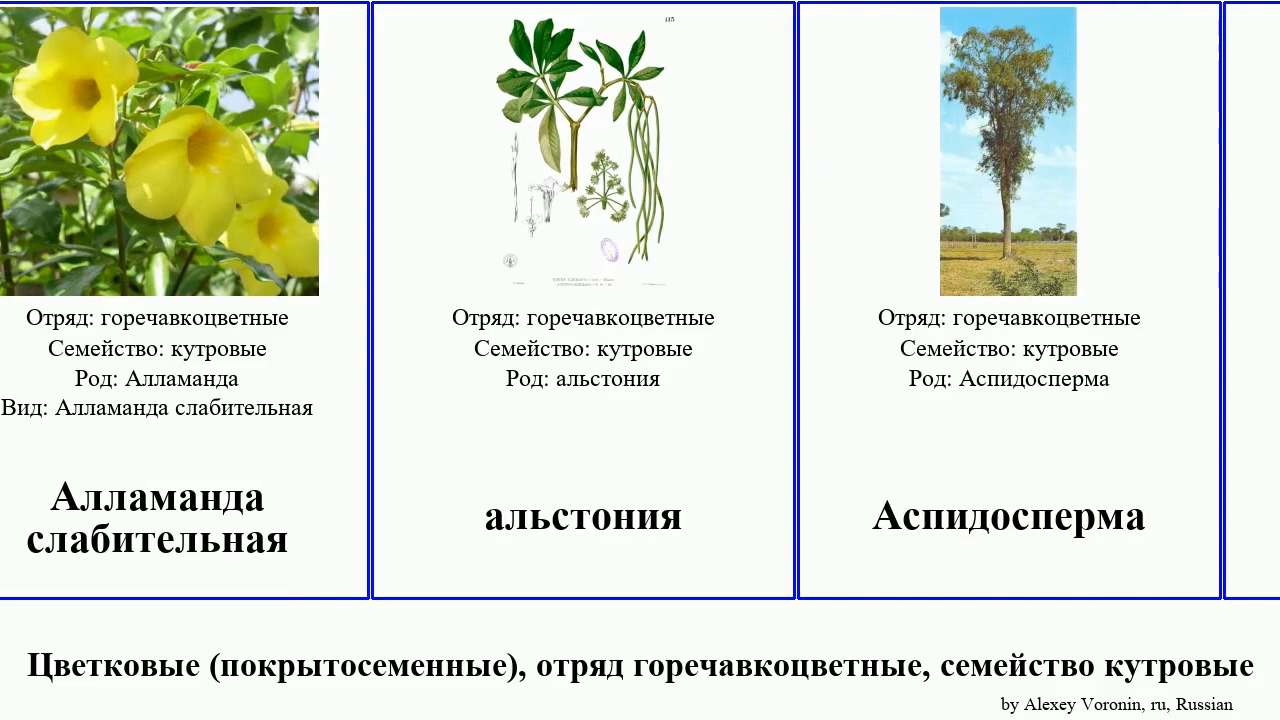 115
Отряд: горечавкоцветные
Семейство: кутровые
Род: Алламанда
Вид: Алламанда слабительная
Алламанда
слабительная
Отряд: горечавкоцветные
Семейство: кутровые
Род: альстония
альстония
Отряд: горечавкоцветные
Семейство: кутровые
Род: Аспидосперма
Аспидосперма
Цветковые (покрытосеменные), отряд горечавкоцветные, семейство кутровые
by Alexey Voronin, ru, Russian